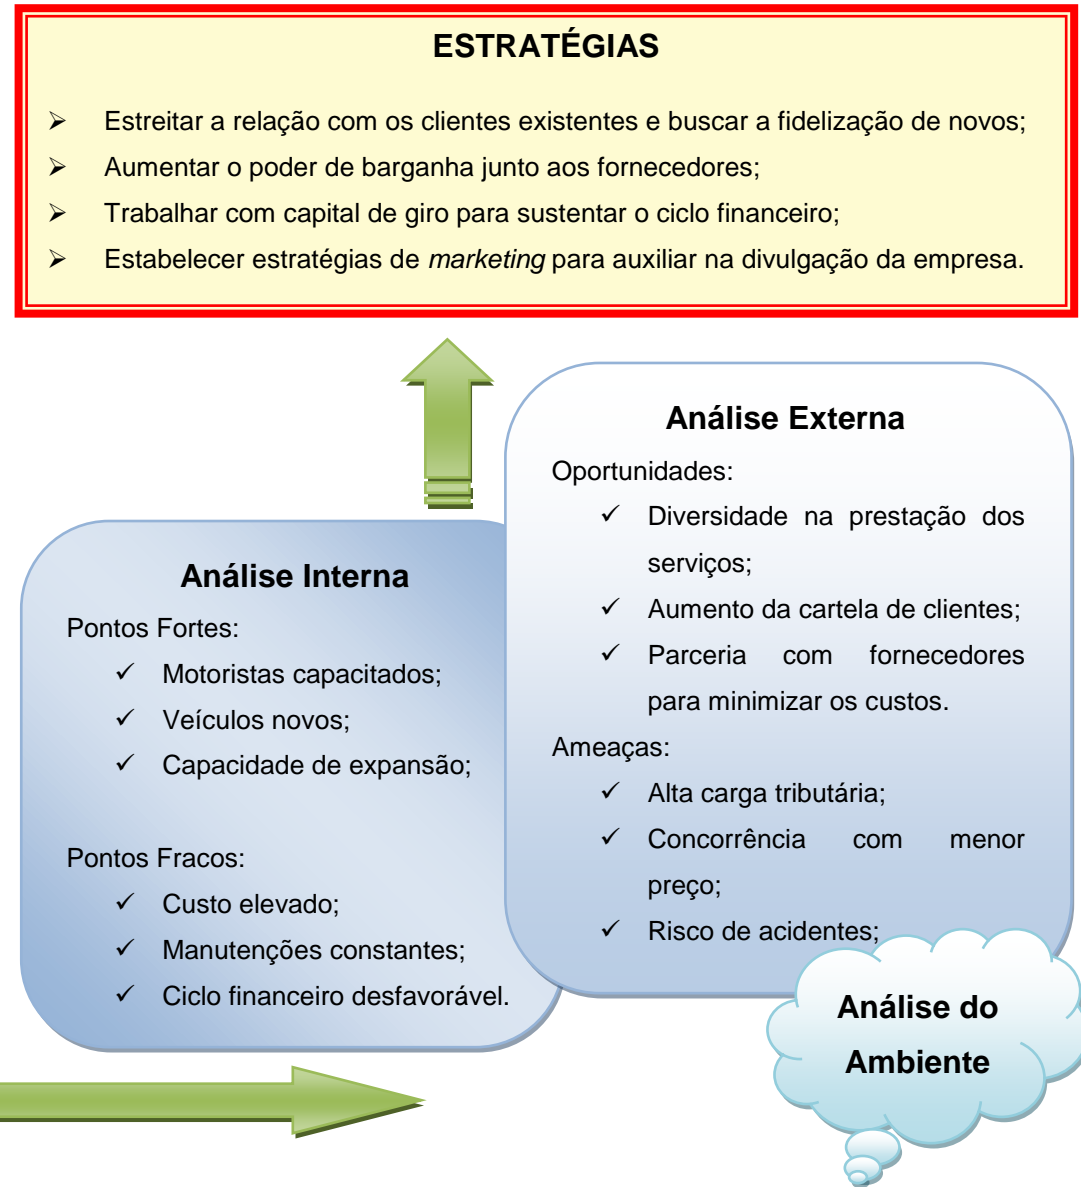 ESTRATÉGIAS
➢ Estreitar a relação com os clientes existentes e buscar a fidelização de novos;
➢ Aumentar o poder de barganha junto aos fornecedores;
➢ Trabalhar com capital de giro para sustentar o ciclo financeiro;
➢ Estabelecer estratégias de marketing para auxiliar na divulgação da empresa.
Análise Interna
Pontos Fortes:
✓ Motoristas capacitados;
✓ Veículos novos;
✓ Capacidade de expansão;
Pontos Fracos:
✓ Custo elevado;
✓ Manutenções constantes;
✓ Ciclo financeiro desfavorável.
Análise Externa
Oportunidades:
✓ Diversidade na prestação dos
serviços;
✓ Aumento da cartela de clientes;
✓ Parceria com fornecedores
para minimizar os custos.
Ameaças:
✓ Alta carga tributária;
✓ Concorrência com menor
preço;
✓ Risco de acidentes;
Análise do
Ambiente